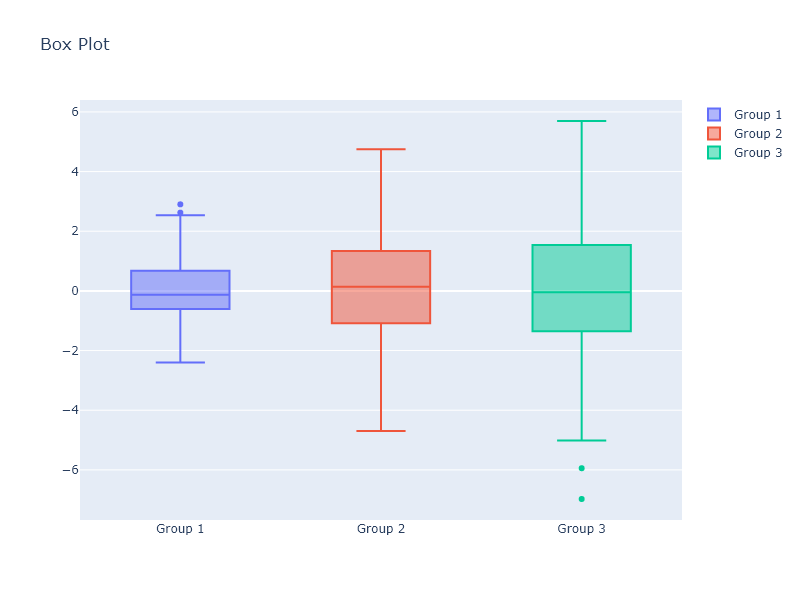 Box Plot
6
4
2
0
−2
−4
−6
Group 1
Group 2
Group 3
Group 1
Group 2
Group 3